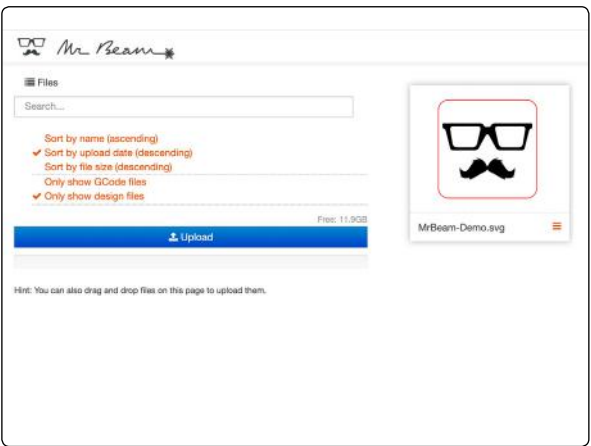 Mr Beam
Files
Search...
Sort by name (ascending)
Sort by upload date (descending)
Sort by file size (descending)
Only show GCode files
Only show design files
Free: 11.9GB
Upload
Hint: You can also drag and drop files on this page to upload them.
MrBeam-Demo.svg